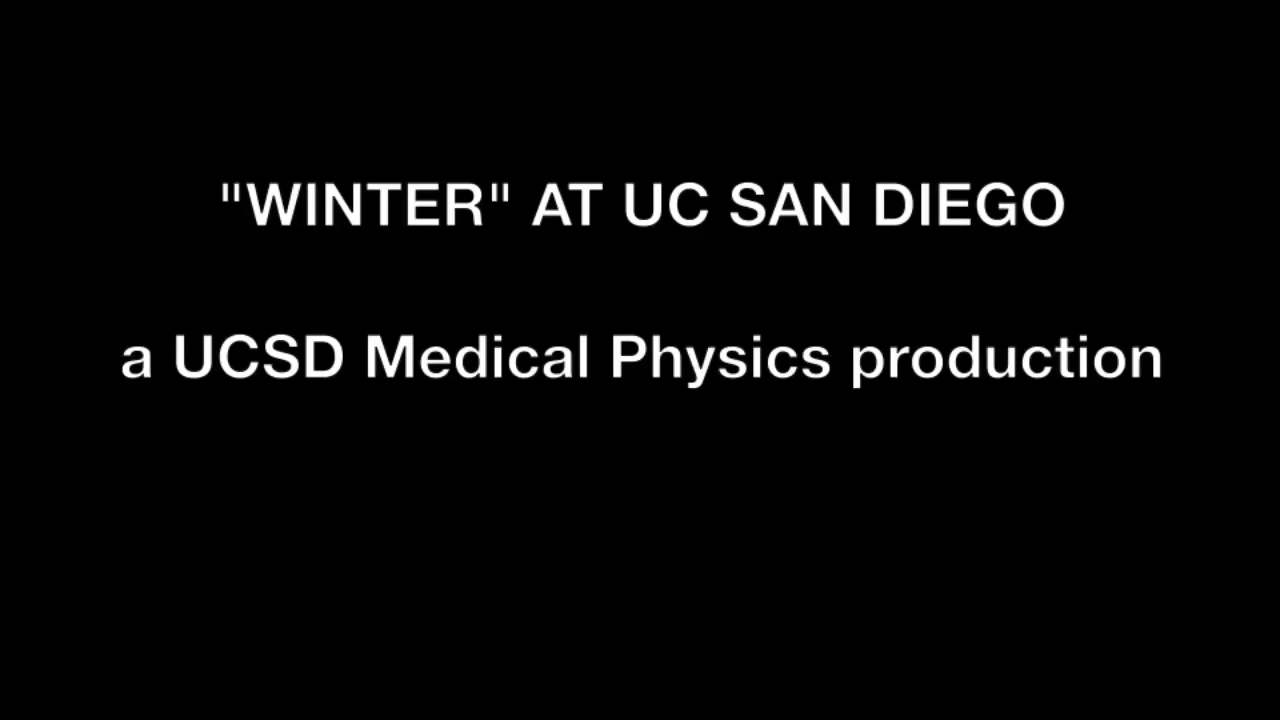 "WINTER" AT UC SAN DIEGO
a UCSD Medical Physics production